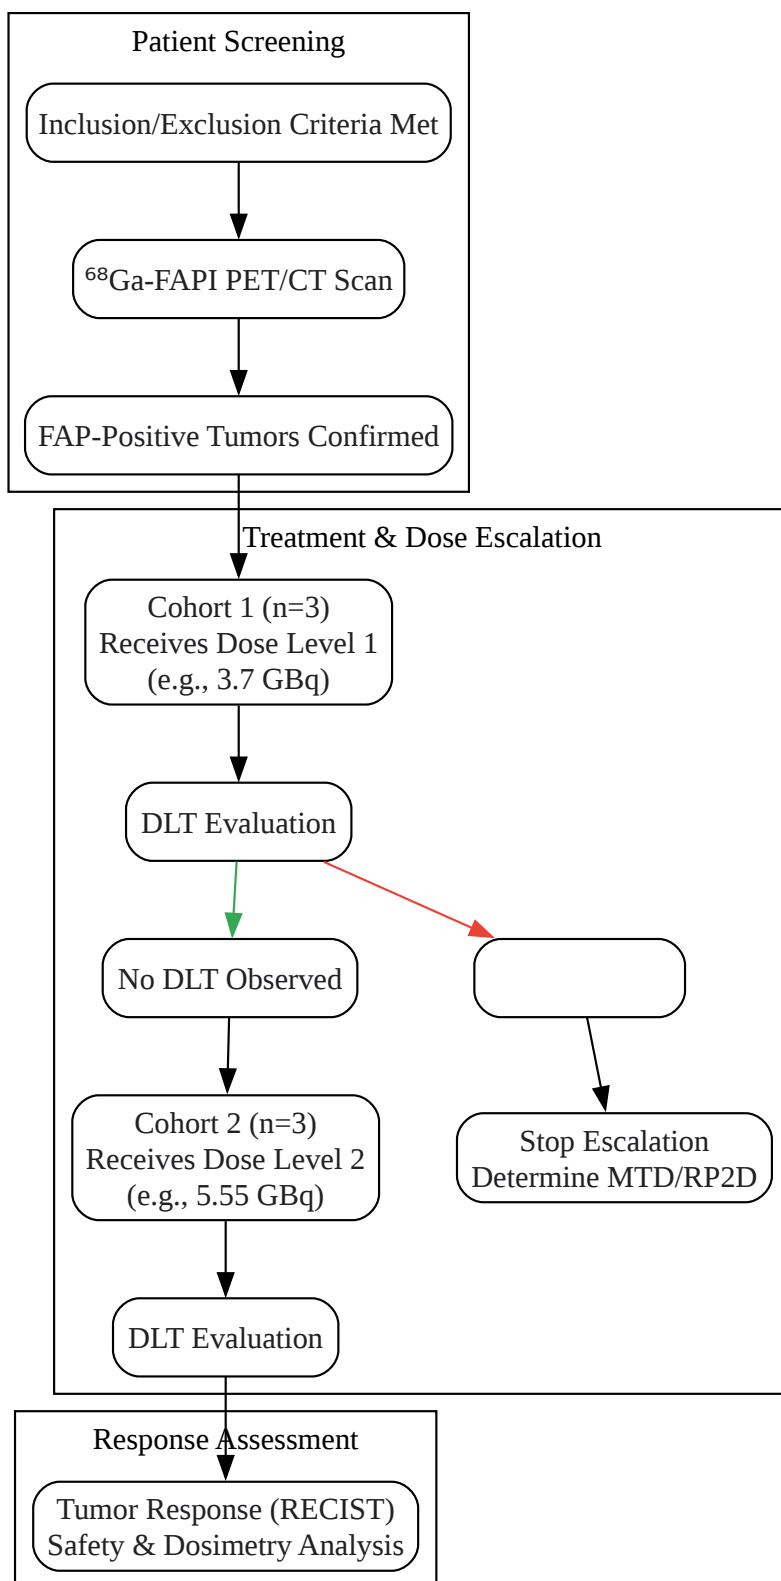 Patient Screening
Inclusion/Exclusion Criteria Met
⁶⁸Ga-FAPI PET/CT Scan
FAP-Positive Tumors Confirmed
Treatment & Dose Escalation
Cohort 1 (n=3)
Receives Dose Level 1
(e.g., 3.7 GBq)
DLT Evaluation
No DLT Observed
Cohort 2 (n=3)
Receives Dose Level 2
(e.g., 5.55 GBq)
Stop Escalation
Determine MTD/RP2D
DLT Evaluation
Response Assessment
Tumor Response (RECIST)
Safety & Dosimetry Analysis